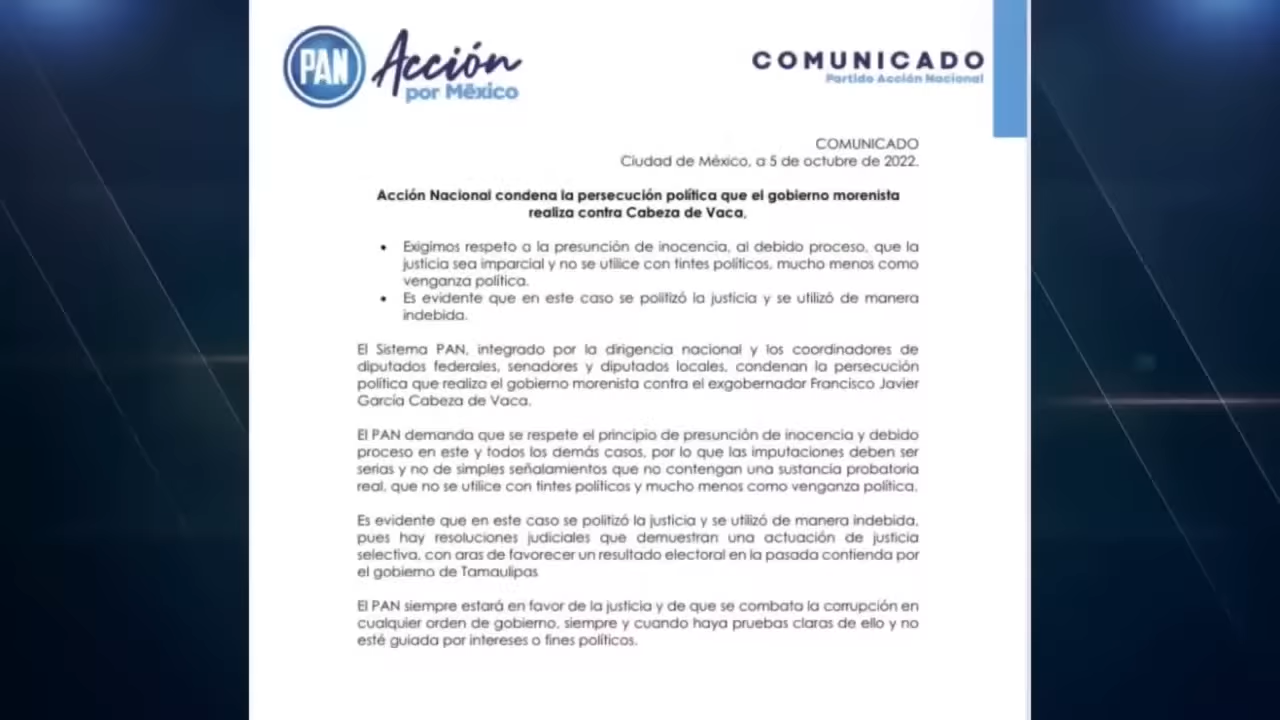 PAN
Acción
por México
COMUNICADO
Partido Acción Nacional
COMUNICADO
Ciudad de México, a 5 de octubre de 2022.
Acción Nacional condena la persecución política que el gobierno morenista
realiza contra Cabeza de Vaca.
• Exigimos respeto a la presunción de inocencia, al debido proceso, que la
justicia sea imparcial y no se utilice con tintes políticos, mucho menos como
venganza política.
• Es evidente que en este caso se politizó la justicia y se utilizó de manera
indebida.
El Sistema PAN, integrado por la dirigencia nacional y los coordinadores de
diputados federales, senadores y diputados locales, condenan la persecución
política que realiza el gobierno morenista contra el exgobernador Francisco Javier
García Cabeza de Vaca.
El PAN demanda que se respete el principio de presunción de inocencia y debido
proceso en este y todos los demás casos, por lo que las imputaciones deben ser
serias y no de simples señalamientos que no contengan una sustancia probatoria
real, que no se utilice con tintes políticos y mucho menos como venganza política.
Es evidente que en este caso se politizó la justicia y se utilizó de manera indebida,
pues hay resoluciones judiciales que demuestran una actuación de justicia
selectiva, con aras de favorecer un resultado electoral en la pasada contienda por
el gobierno de Tamaulipas
El PAN siempre estará en favor de la justicia y de que se combata la corrupción en
cualquier orden de gobierno, siempre y cuando haya pruebas claras de ello y no
esté guiada por intereses o fines políticos.